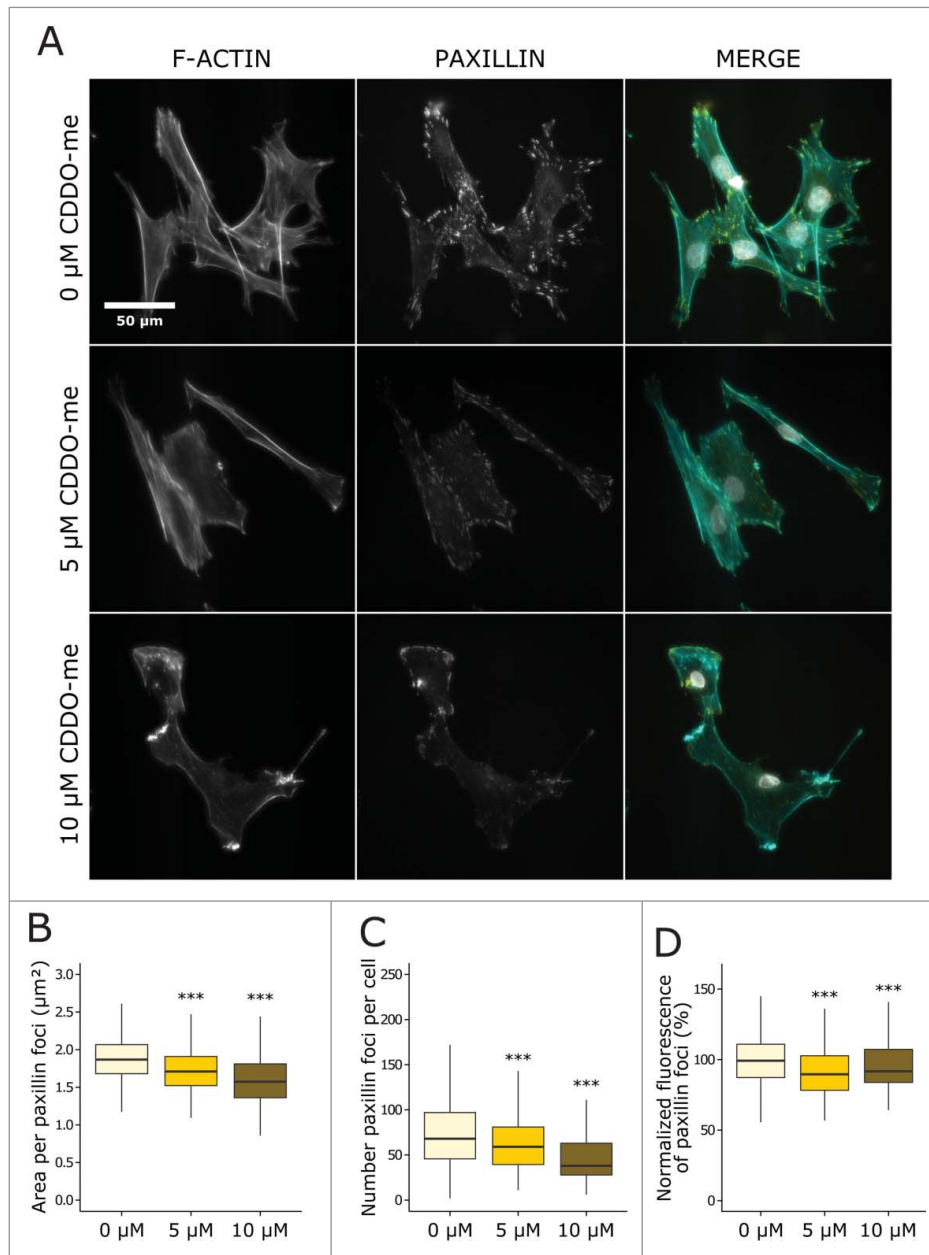 A
F-ACTIN PAXILLIN MERGE
0 µM CDDO-me
50 µm
5 µM CDDO-me
10 µM CDDO-me
B
Area per paxillin foci (µm²)
3.0
2.5
2.0
1.5
1.0
0.5
0.0
*** ***
0 µM 5 µM 10 µM
C
Number paxillin foci per cell
250
200
150
100
50
0
***
***
0 µM 5 µM 10 µM
D
Normalized fluorescence
of paxillin foci (%)
150
100
50
0
*** ***
0 µM 5 µM 10 µM